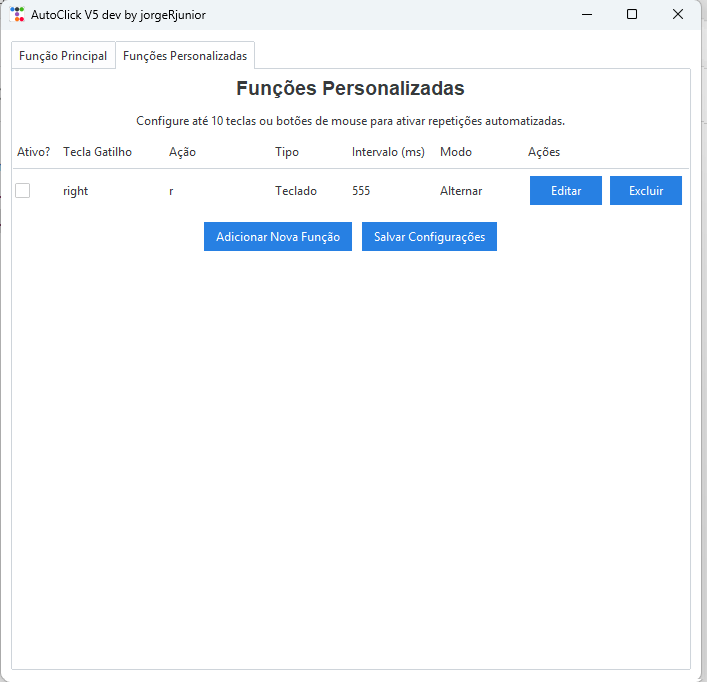 AutoClick V5 dev by jorgeRjunior
Função Principal Funções Personalizadas
Funções Personalizadas
Configure até 10 teclas ou botões de mouse para ativar repetições automatizadas.
Ativo? Tecla Gatilho Ação Tipo Intervalo (ms) Modo Ações
right r Teclado 555 Alternar Editar Excluir
Adicionar Nova Função Salvar Configurações